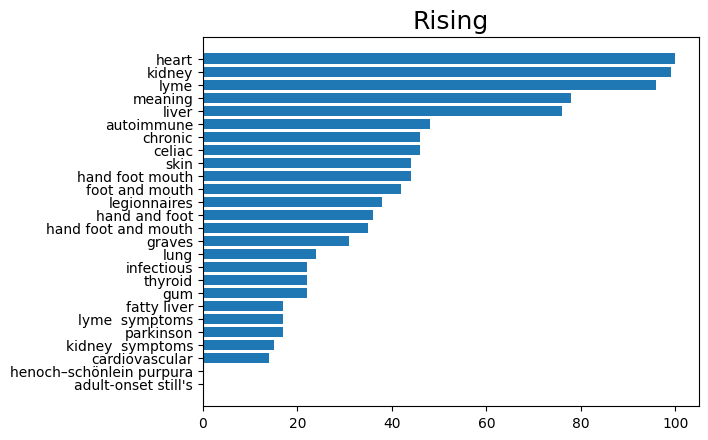 Rising
heart
kidney
lyme
meaning
liver
autoimmune
chronic
celiac
skin
hand foot mouth
foot and mouth
legionnaires
hand and foot
hand foot and mouth
graves
lung
infectious
thyroid
gum
fatty liver
lyme  symptoms
parkinson
kidney  symptoms
cardiovascular
henoch–schönlein purpura
adult-onset still's
0 20 40 60 80 100